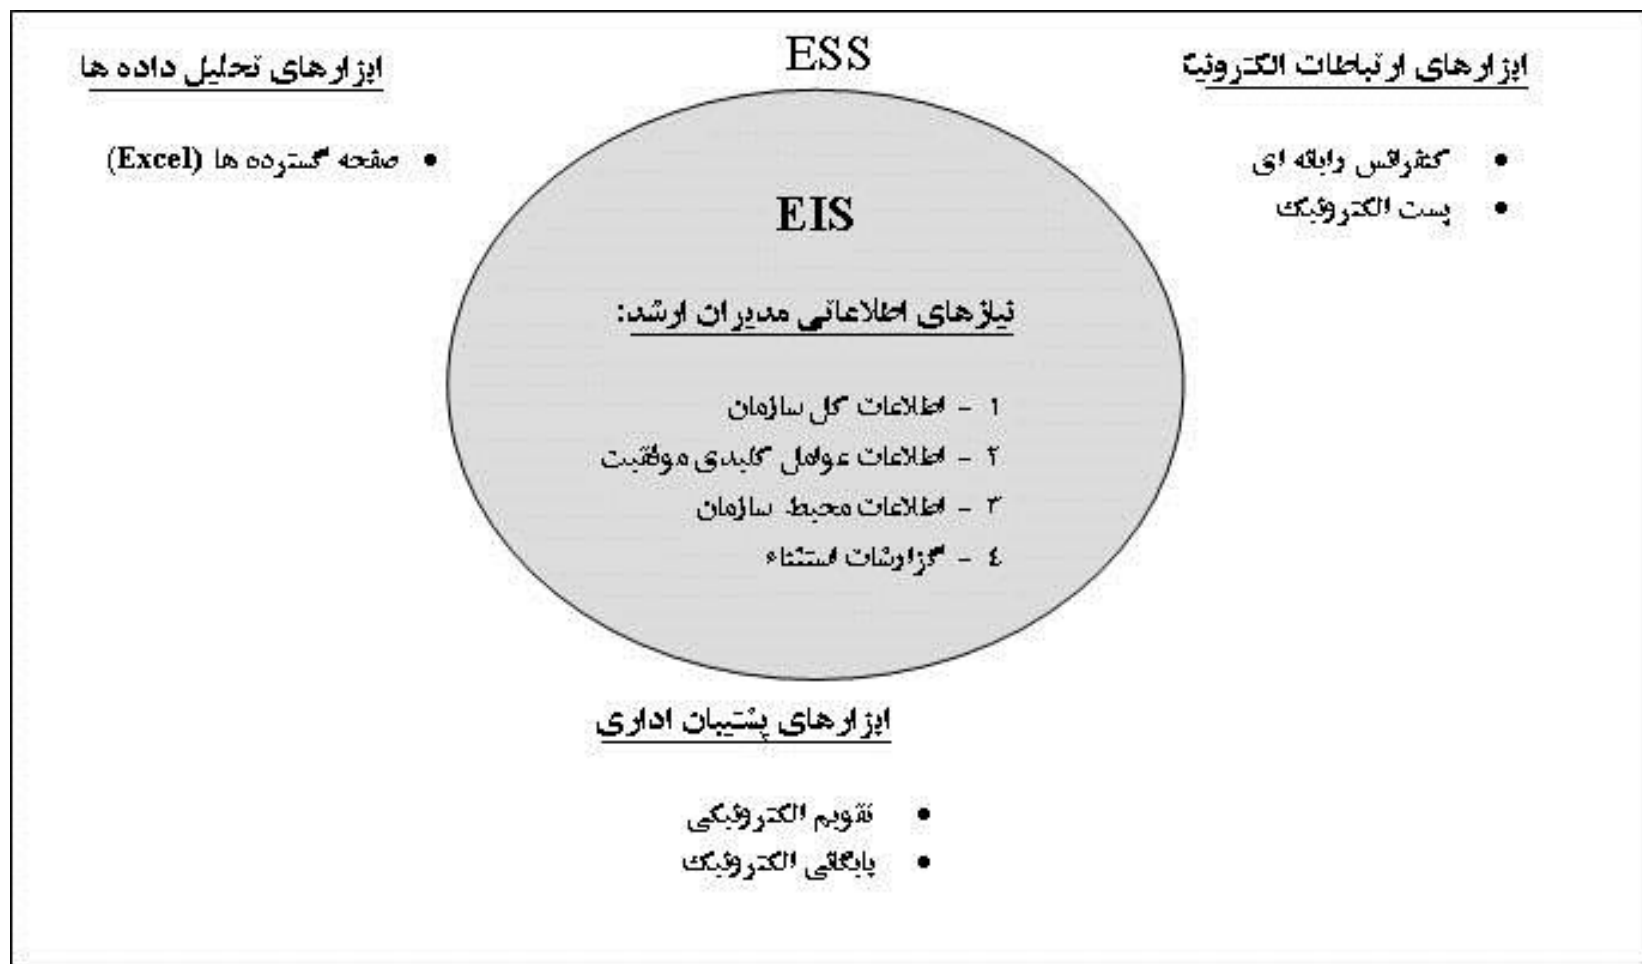 ESS
ابزارهای ارتباطات الکترونیک
کنفرانس رایانه ای
پست الکترونیک
ابزارهای تحلیل داده ها
صفحه گسترده ها (Excel)
EIS
نیازهای اطلاعاتی مدیران ارشد:
۱ - اطلاعات کل سازمان
۲ - اطلاعات عوامل کلیدی موفقیت
۳ - اطلاعات محیط سازمان
٤ - گزارشات استثناء
ابزارهای پشتیبان اداری
تقویم الکترونیکی
بایگانی الکترونیک